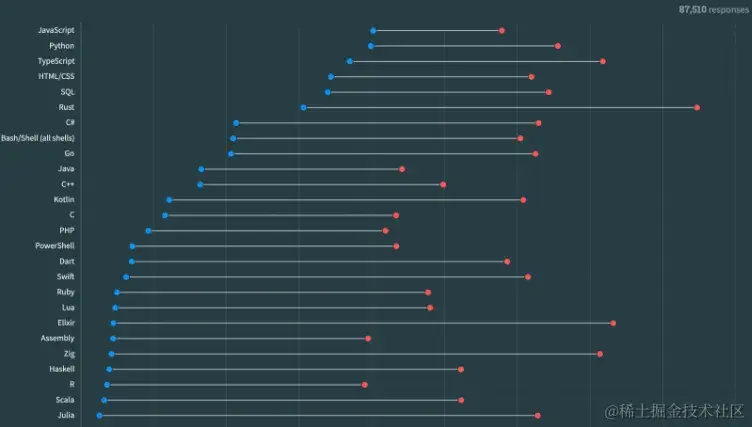 87,510 responses
JavaScript
Python
TypeScript
HTML/CSS
SQL
Rust
C#
Bash/Shell (all shells)
Go
Java
C++
Kotlin
C
PHP
PowerShell
Dart
Swift
Ruby
Lua
Elixir
Assembly
Zig
Haskell
R
Scala
Julia
@稀土掘金技术社区